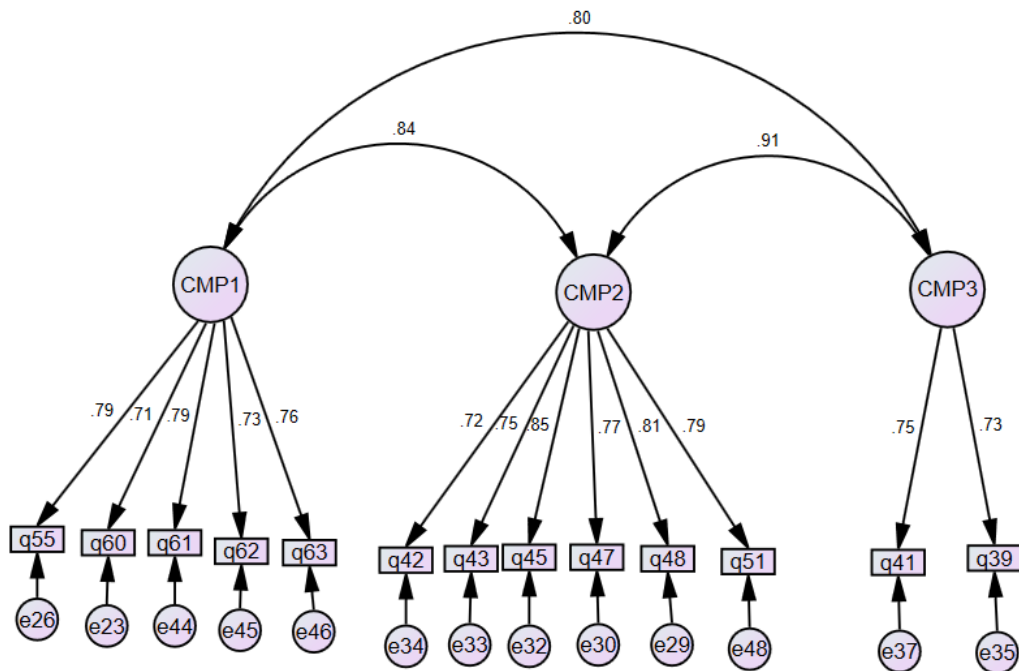 .80
.84
.91
CMP1
CMP2
CMP3
.79 .71 .79 .73 .76
.72 .75 .85 .77 .81 .79
.75 .73
q55 q60 q61 q62 q63
q42 q43 q45 q47 q48 q51
q41 q39
e26 e23 e44 e45 e46
e34 e33 e32 e30 e29 e48
e37 e35